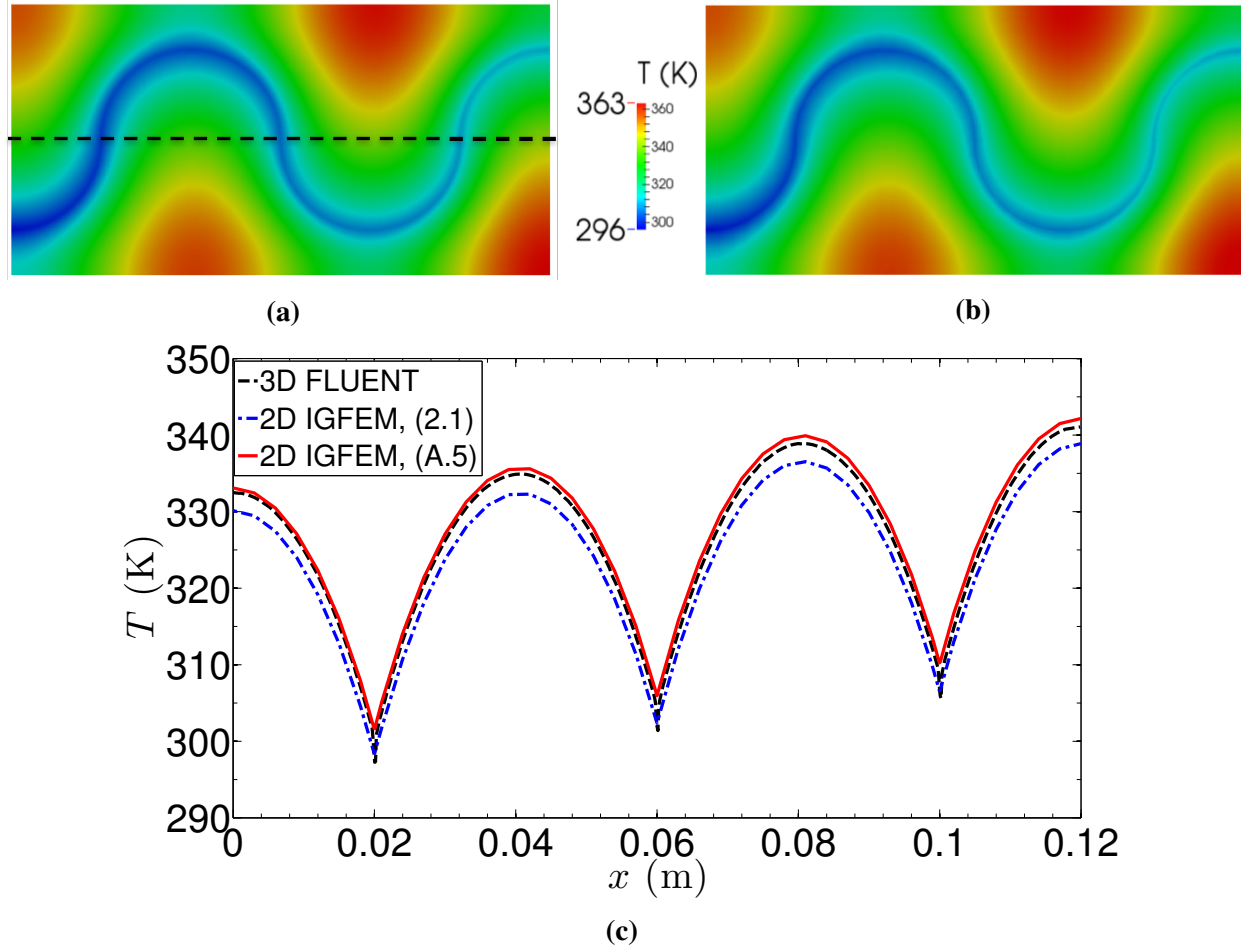 T (K)
363
360
340
320
300
296
(a)
(b)
350
340
330
320
310
300
290
3D FLUENT
2D IGFEM, (2.1)
2D IGFEM, (A.5)
T (K)
0 0.02 0.04 0.06 0.08 0.1 0.12
x (m)
(c)